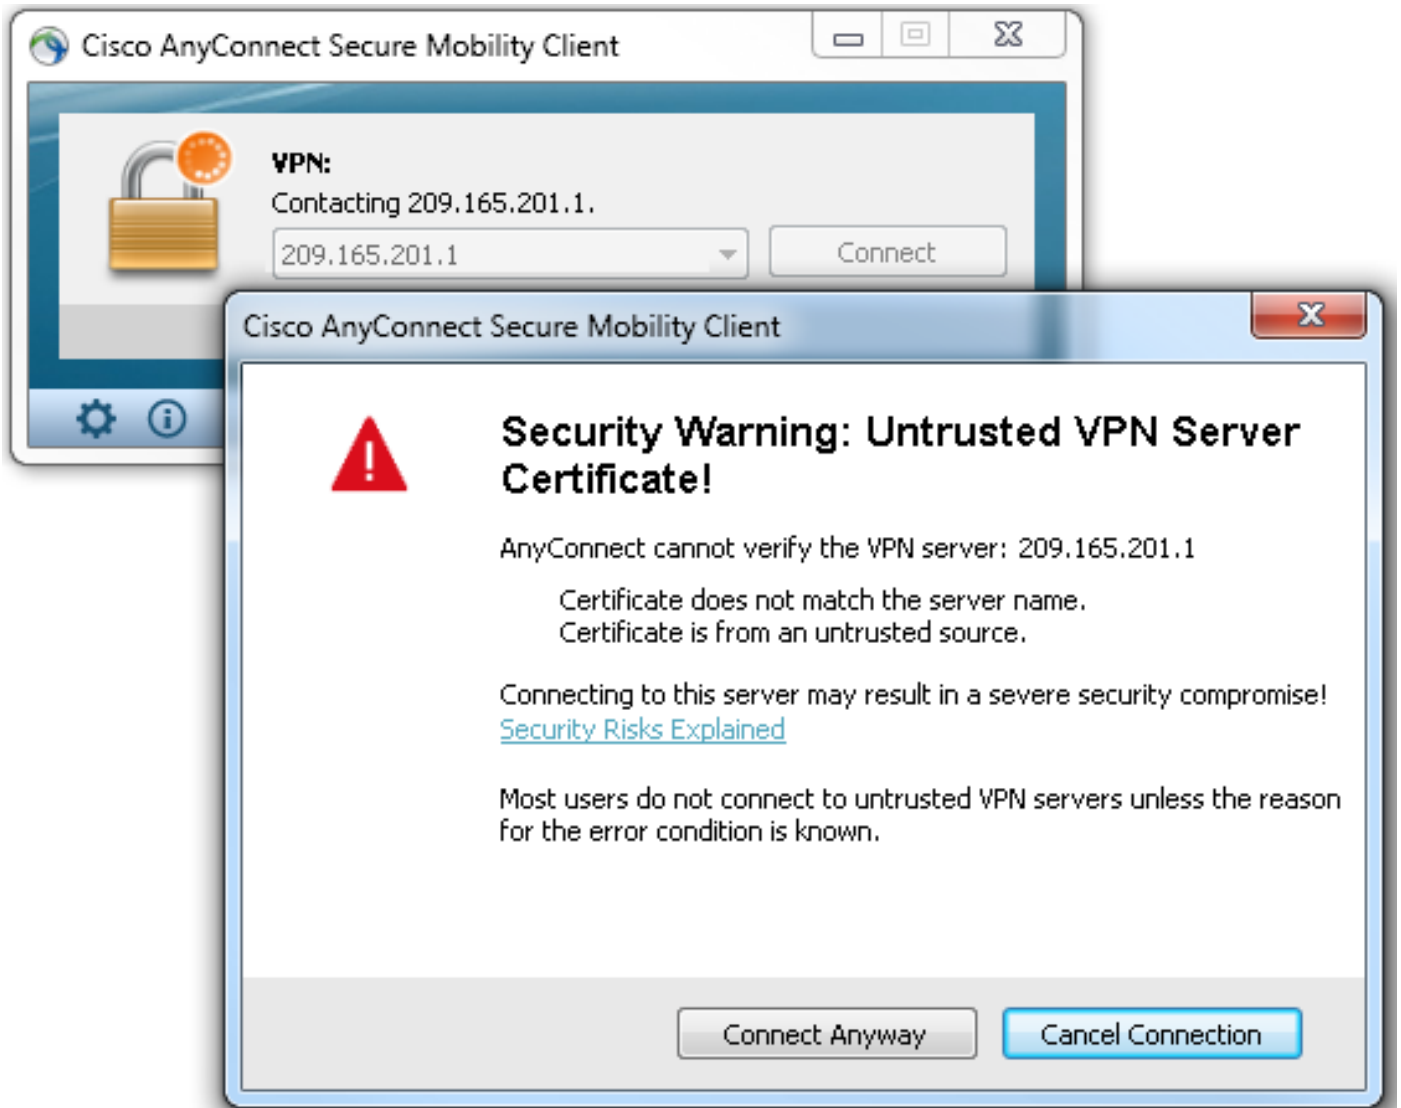 Cisco AnyConnect Secure Mobility Client
VPN:
Contacting 209.165.201.1.
209.165.201.1
Connect
Cisco AnyConnect Secure Mobility Client
Security Warning: Untrusted VPN Server
Certificate!
AnyConnect cannot verify the VPN server: 209.165.201.1
Certificate does not match the server name.
Certificate is from an untrusted source.
Connecting to this server may result in a severe security compromise!
Security Risks Explained
Most users do not connect to untrusted VPN servers unless the reason
for the error condition is known.
Connect Anyway
Cancel Connection